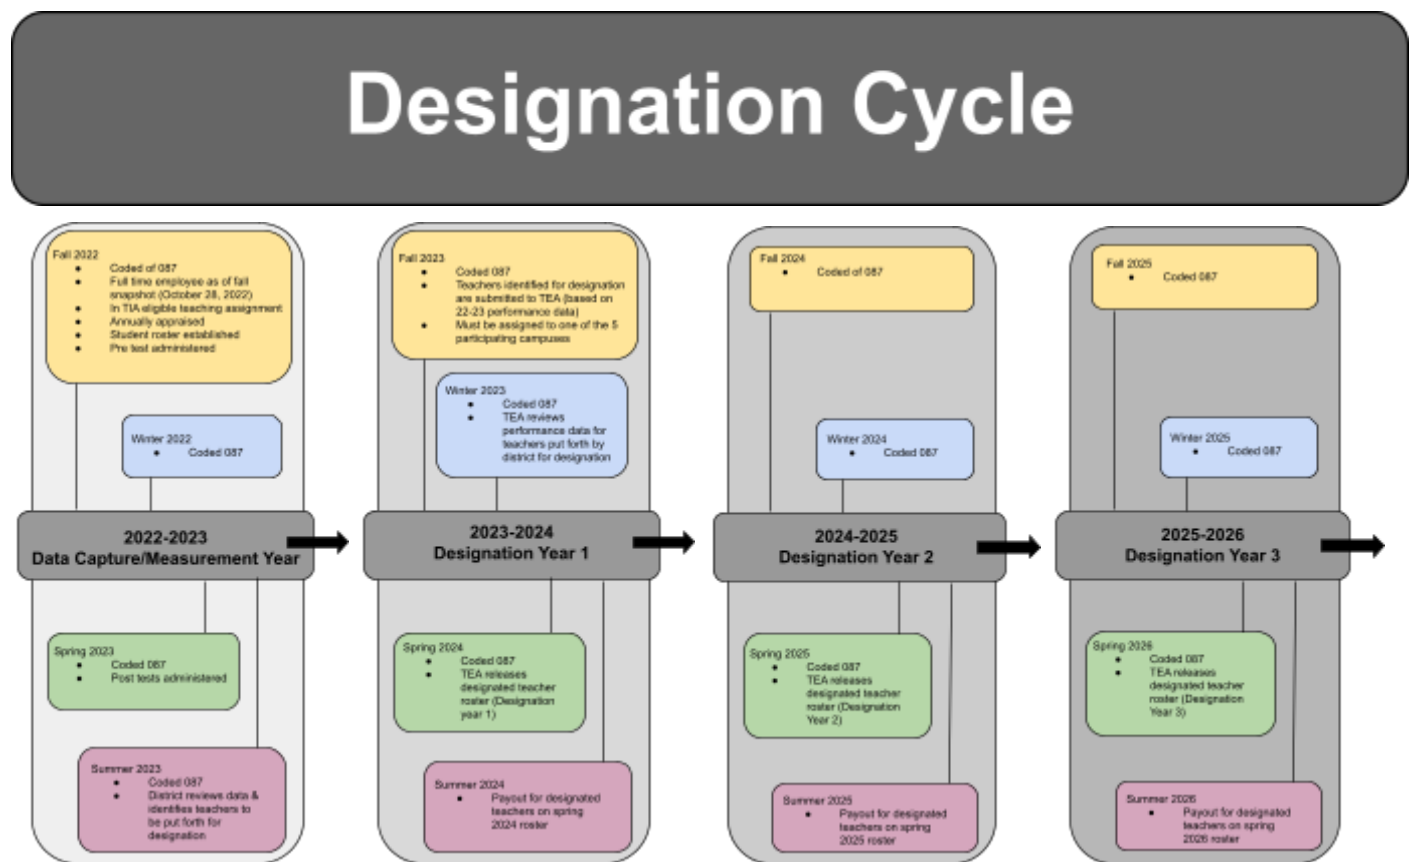 Designation Cycle
Fall 2022
● Coded of 087
● Full time employee as of fall
snapshot (October 28, 2022)
● In TIA eligible teaching assignment
● Annually appraised
● Student roster established
● Pre test administered
Winter 2022
● Coded 087
2022-2023
Data Capture/Measurement Year
Spring 2023
● Coded 087
● Post tests administered
Summer 2023
● Coded 087
● District reviews data &
identifies teachers to
be put forth for
designation
Fall 2023
● Coded 087
● Teachers identified for designation
are submitted to TEA (based on
22-23 performance data)
● Must be assigned to one of the 5
participating campuses
Winter 2023
● Coded 087
● TEA reviews
performance data for
teachers put forth by
district for designation
2023-2024
Designation Year 1
Spring 2024
● Coded 087
● TEA releases
designated teacher
roster (Designation
year 1)
Summer 2024
● Payout for designated
teachers on spring
2024 roster
Fall 2024
● Coded of 087
Winter 2024
● Coded 087
2024-2025
Designation Year 2
Spring 2025
● Coded 087
● TEA releases
designated teacher
roster (Designation
Year 2)
Summer 2025
● Payout for designated
teachers on spring
2025 roster
Fall 2025
● Coded 087
Winter 2025
● Coded 087
2025-2026
Designation Year 3
Spring 2026
● Coded 087
● TEA releases
designated teacher
roster (Designation
Year 3)
Summer 2026
● Payout for designated
teachers on spring
2026 roster